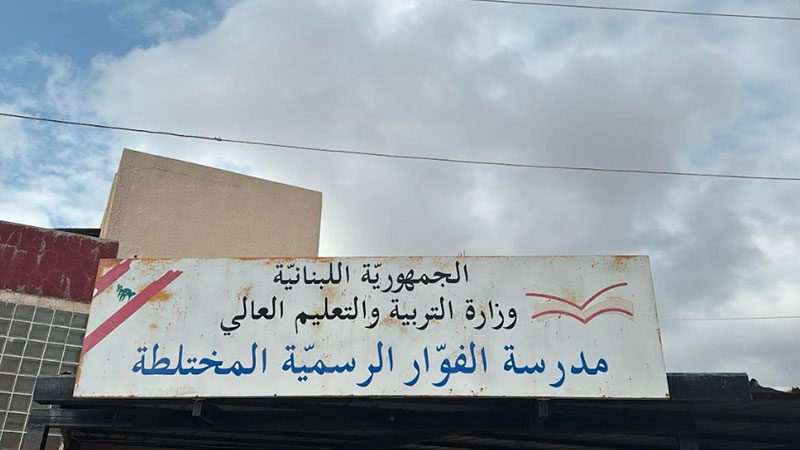 الجمهوريّة اللبنانيّة
وزارة التربية والتعليم العالي
مدرسة الفوّار الرسميّة المختلطة